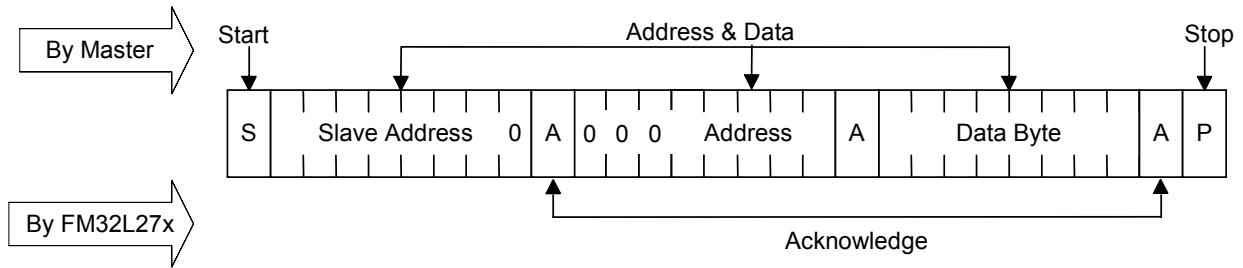 By Master
Start
Address & Data
Stop
S Slave Address 0 A 0 0 0 Address A Data Byte A P
By FM32L27x
Acknowledge